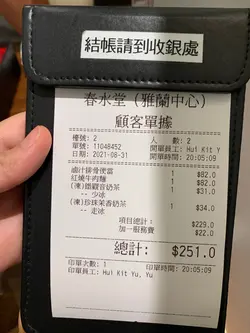 結帳請到收銀處
春水堂 (雅蘭中心)
顧客單據
檯號: 2 人 數: 2
單號: 11048452 開單員工: Hui Kit Y
日期: 2021-08-31 開單時間: 20:05:09
滷汁排骨便當 1 $82.0
紅燒牛肉麵 1 $82.0
(凍)鐵觀音奶茶 1 $31.0
-- 少冰
(凍)珍珠茉香奶茶 1 $34.0
-- 走冰
項目總計: $229.0
加一服務費 $22.0
總計: $251.0
印單次數: 1 印單時間: 20:05:09
印單員工: Hui Kit Yu, Yu